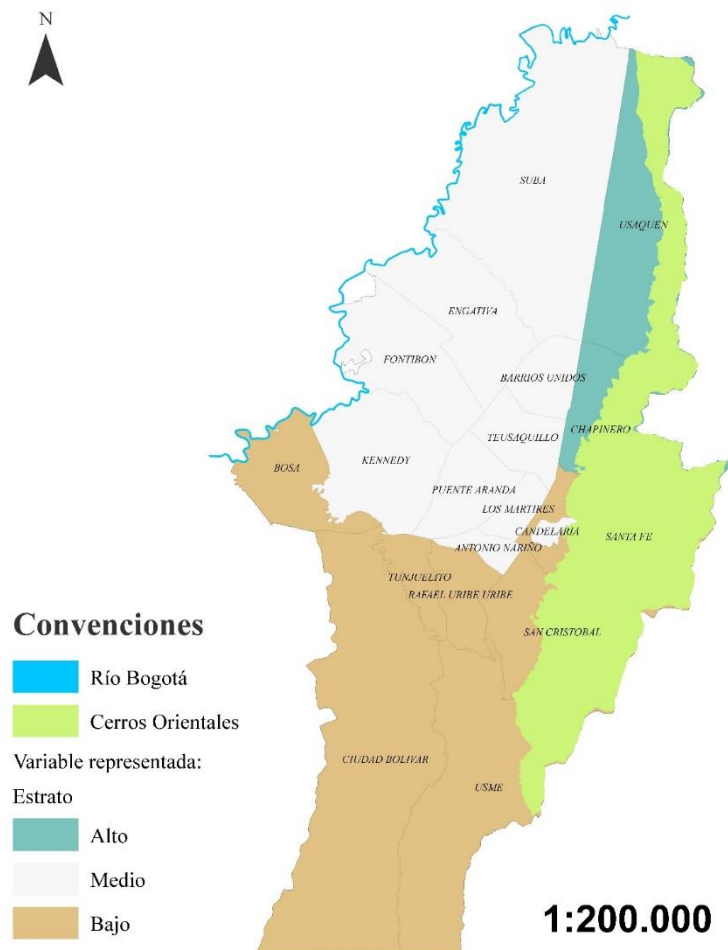 N
SUBA
USAQUEN
ENGATIVA
FONTIBON
BARRIOS UNIDOS
CHAPINERO
TEUSAQUILLO
KENNEDY
BOSA
PUENTE ARANDA
LOS MARTIRES
CANDELARIA
SANTA FE
ANTONIO NARIÑO
TUNJUELITO
RAFAEL URIBE URIBE
SAN CRISTOBAL
CIUDAD BOLIVAR
USME
Convenciones
Río Bogotá
Cerros Orientales
Variable representada:
Estrato
Alto
Medio
Bajo
1:200.000